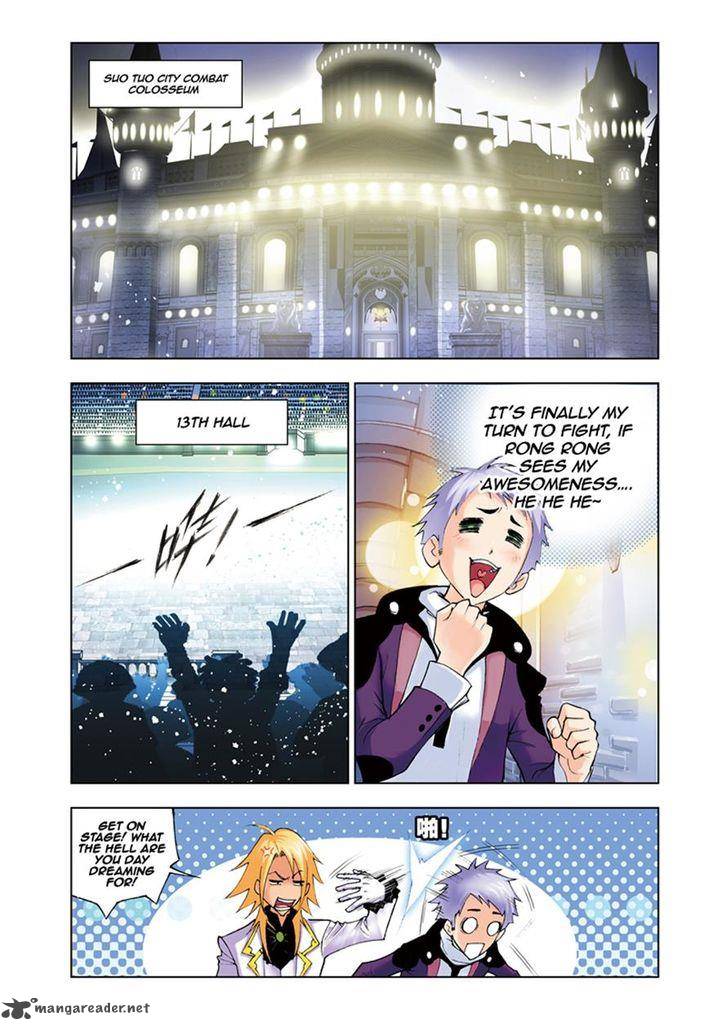 SUO TUO CITY COMBAT
COLOSSEUM
13TH HALL
哗!
IT'S FINALLY MY
TURN TO FIGHT, IF
RONG RONG
SEES MY
AWESOMENESS....
HE HE HE~
GET ON
STAGE! WHAT
THE HELL ARE
YOU DAY
DREAMING
FOR!
啪!
mangareader.net